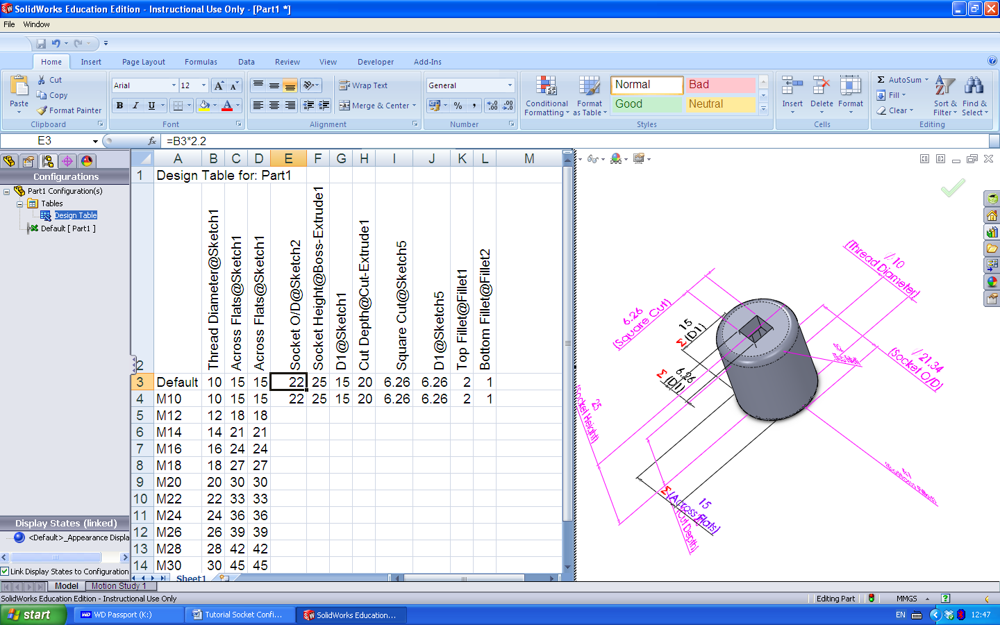 SolidWorks Education Edition - Instructional Use Only - [Part1 *]
File Window
Home Insert Page Layout Formulas Data Review View Developer Add-Ins
Paste
Cut
Copy
Format Painter
Clipboard
Arial 12
B I U
Font
Wrap Text
Merge & Center
Alignment
General
% ,
Number
Conditional Formatting
Format as Table
Normal Bad
Good Neutral
Styles
Insert Delete Format
Cells
Σ AutoSum
Fill
Clear
Sort & Filter
Find & Select
Editing
E3 fx =B3*2.2
Configurations
Part1 Configuration(s)
Tables
Design Table
Default [ Part1 ]
Display States (linked)
<Default>_Appearance Displa
Link Display States to Configuration
A B C D E F G H I J K L M
1 Design Table for: Part1
2 Thread Diameter@Sketch1 Across Flats@Sketch1 Across Flats@Sketch1 Socket O/D@Sketch2 Socket Height@Boss-Extrude1 D1@Sketch1 Cut Depth@Cut-Extrude1 Square Cut@Sketch5 D1@Sketch5 Top Fillet@Fillet1 Bottom Fillet@Fillet2
3 Default 10 15 15 22 25 15 20 6.26 6.26 2 1
4 M10 10 15 15 22 25 15 20 6.26 6.26 2 1
5 M12 12 18 18
6 M14 14 21 21
7 M16 16 24 24
8 M18 18 27 27
9 M20 20 30 30
10 M22 22 33 33
11 M24 24 36 36
12 M26 26 39 39
13 M28 28 42 42
14 M30 30 45 45
Sheet1
10
(Thread Diameter)
6.26
(Square Cut)
15
Σ(D1)
6.26
Σ(D1)
21.34
(Socket O/D)
25
(Socket Height)
15
Σ(Across Flats)
(Cut Depth)
Model Motion Study 1
SolidWorks Education Edition - Instructional Use Only
Editing Part MMGS ?
start WD Passport (K:) Tutorial Socket Confi... SolidWorks Education... EN 12:47